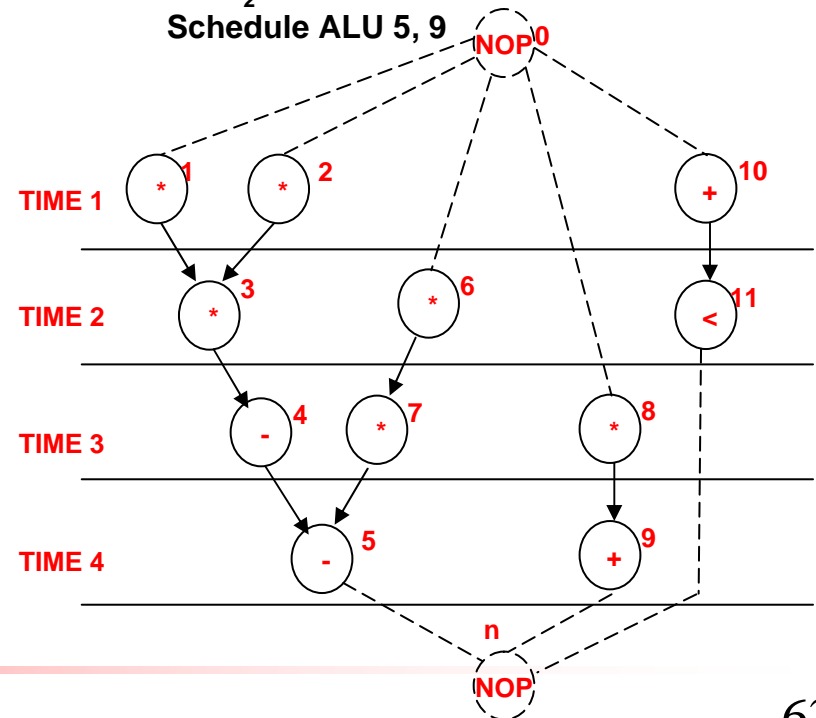 2
Schedule ALU 5, 9
NOP 0
TIME 1 * 1 * 2 + 10
TIME 2 * 3 * 6 < 11
TIME 3 - 4 * 7 * 8
TIME 4 - 5 + 9
n
NOP